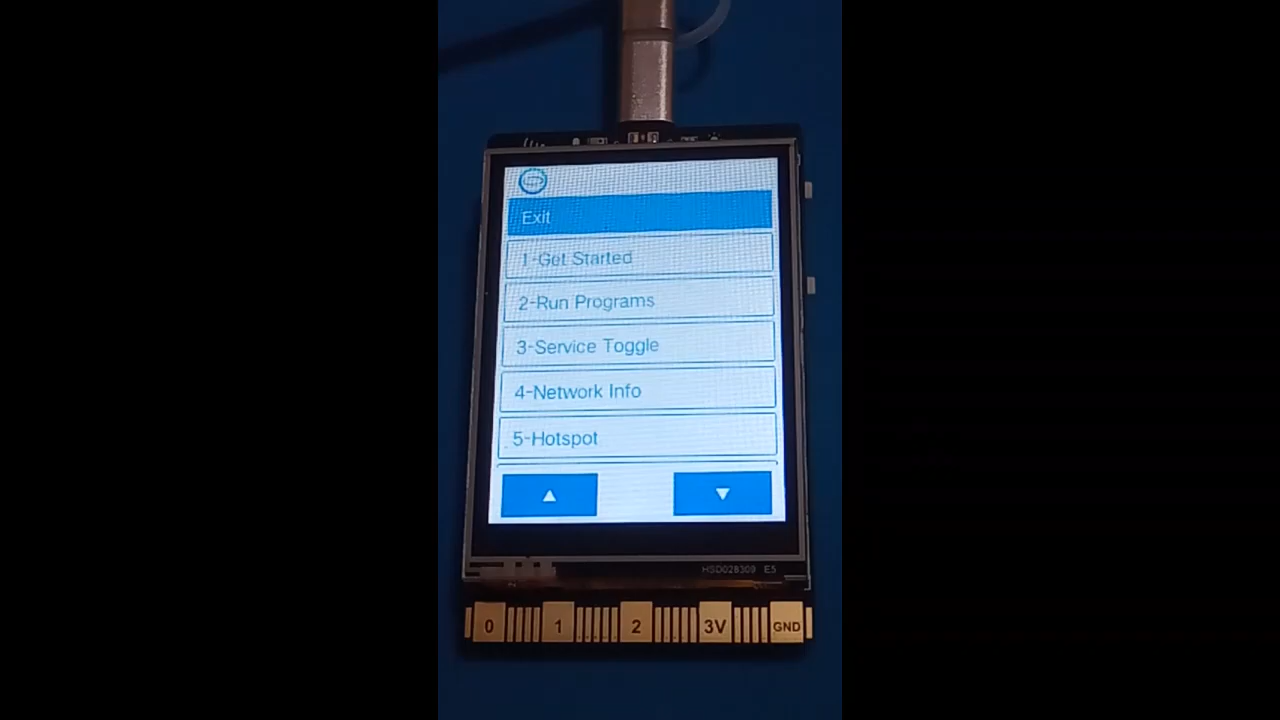 Exit
1-Get Started
2-Run Programs
3-Service Toggle
4-Network Info
5-Hotspot
HSD028309 E5
0 1 2 3V GND